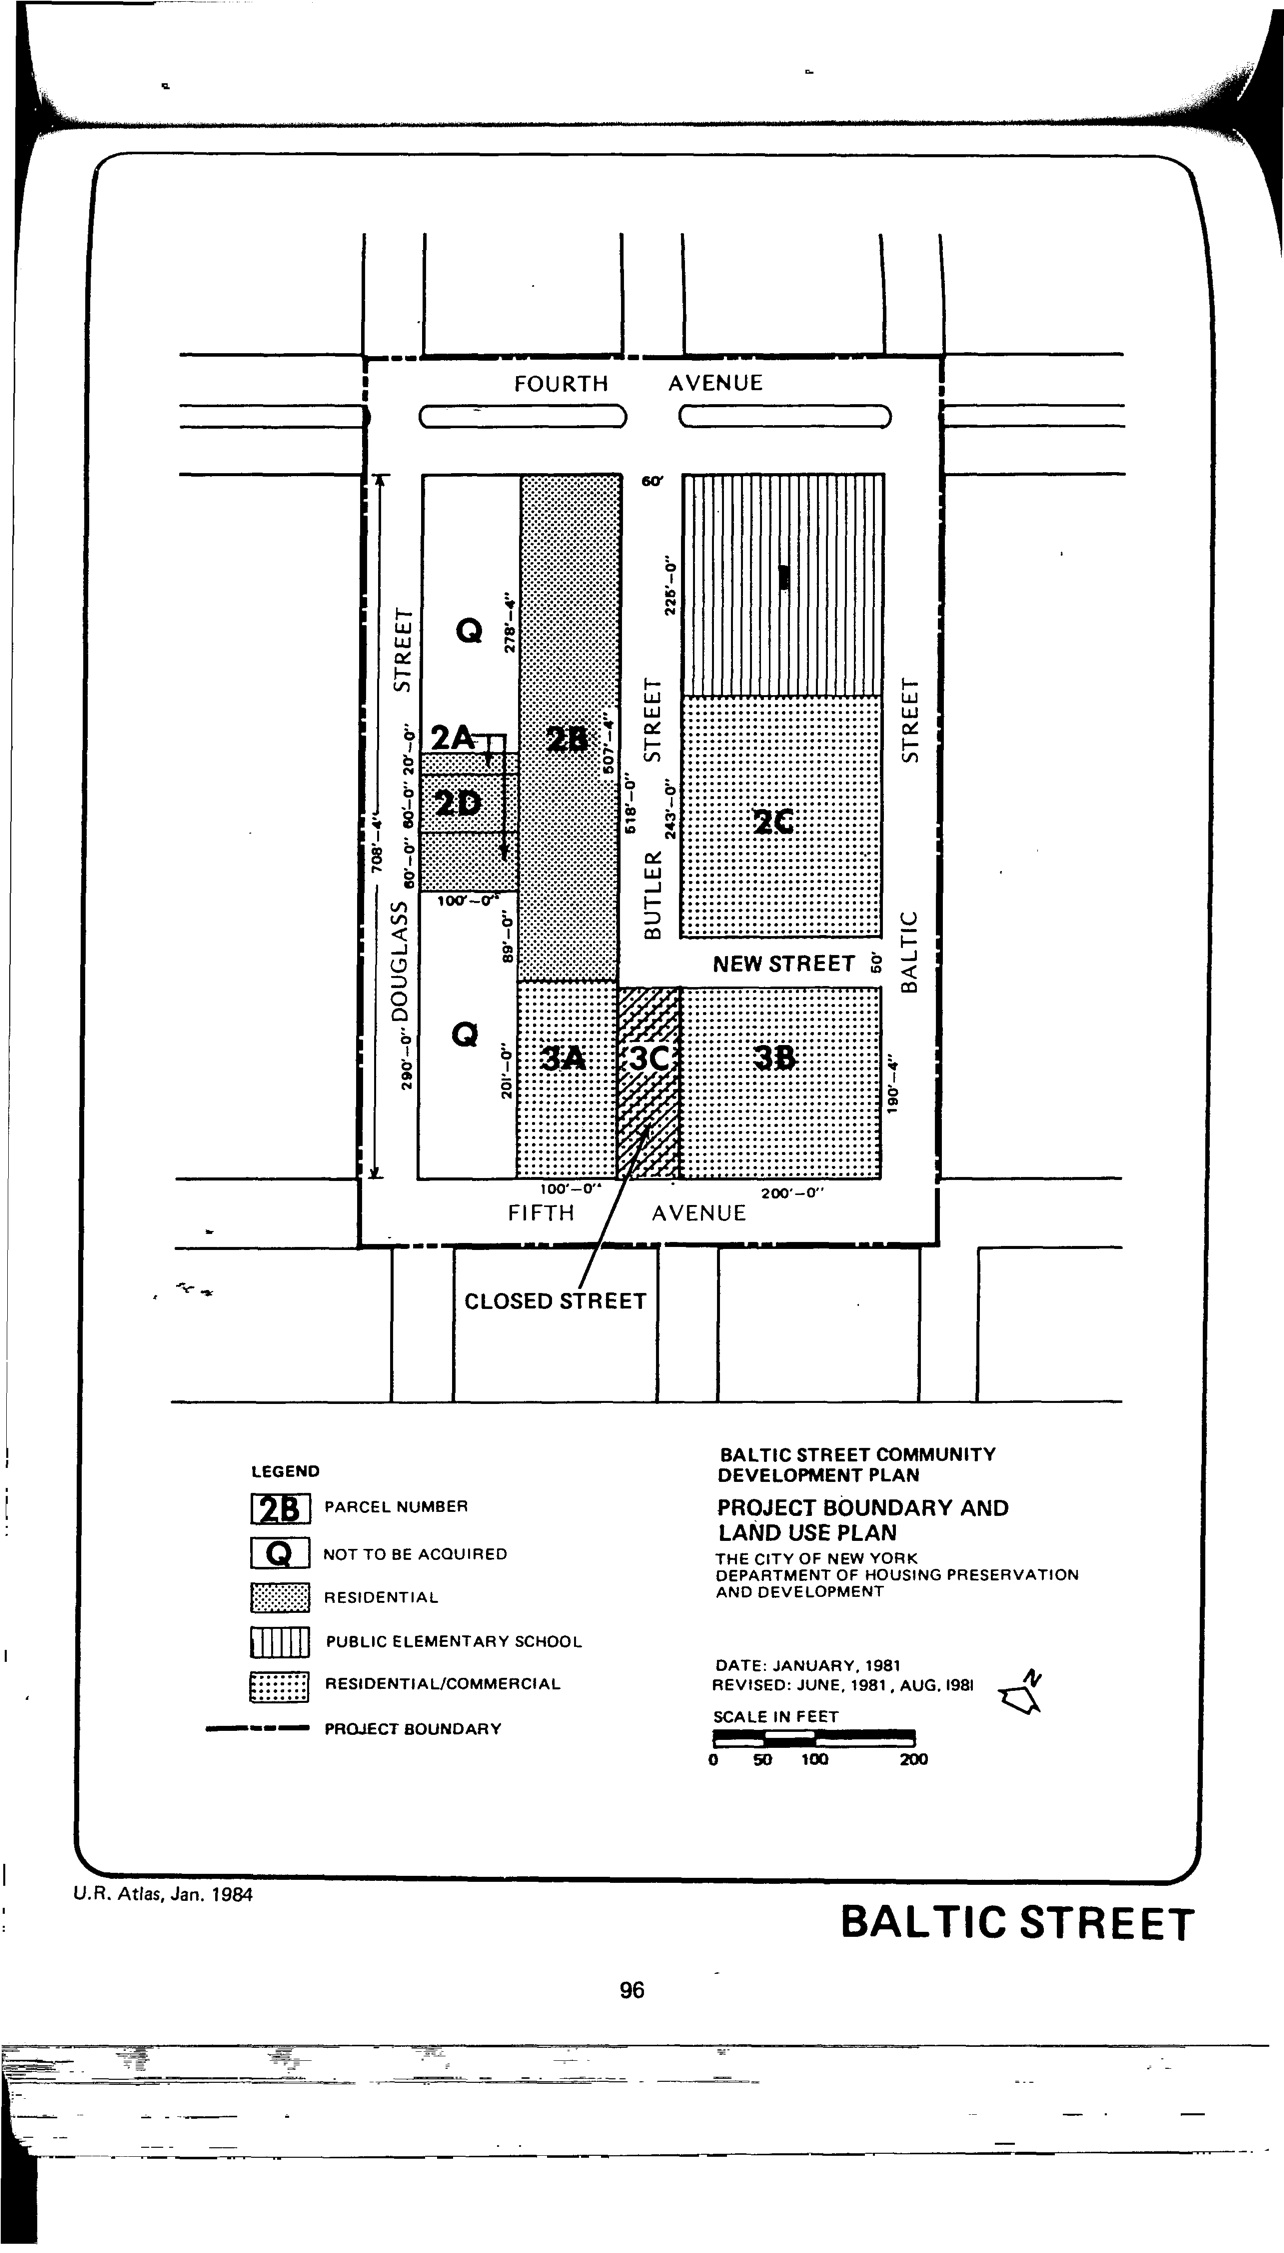 FOURTH AVENUE
60'
225'—0"
Q
278'—4"
STREET
STREET
STREET
2A
2B
507'—4"
20'—0"
2D
60'—0"
518'—0"
243'—0"
2C
708'—4"
60'—0"
100'—0"
BUTLER
DOUGLASS
89'—0"
NEW STREET
50'
BALTIC
Q
290'—0"
201'—0"
3A
3C
3B
190'—4"
100'—0"
200'—0"
FIFTH AVENUE
CLOSED STREET
LEGEND
2B PARCEL NUMBER
Q NOT TO BE ACQUIRED
RESIDENTIAL
PUBLIC ELEMENTARY SCHOOL
RESIDENTIAL/COMMERCIAL
PROJECT BOUNDARY
BALTIC STREET COMMUNITY
DEVELOPMENT PLAN
PROJECT BOUNDARY AND
LAND USE PLAN
THE CITY OF NEW YORK
DEPARTMENT OF HOUSING PRESERVATION
AND DEVELOPMENT
DATE: JANUARY, 1981
REVISED: JUNE, 1981, AUG, 1981
N
SCALE IN FEET
0 50 100 200
U.R. Atlas, Jan. 1984
BALTIC STREET
96